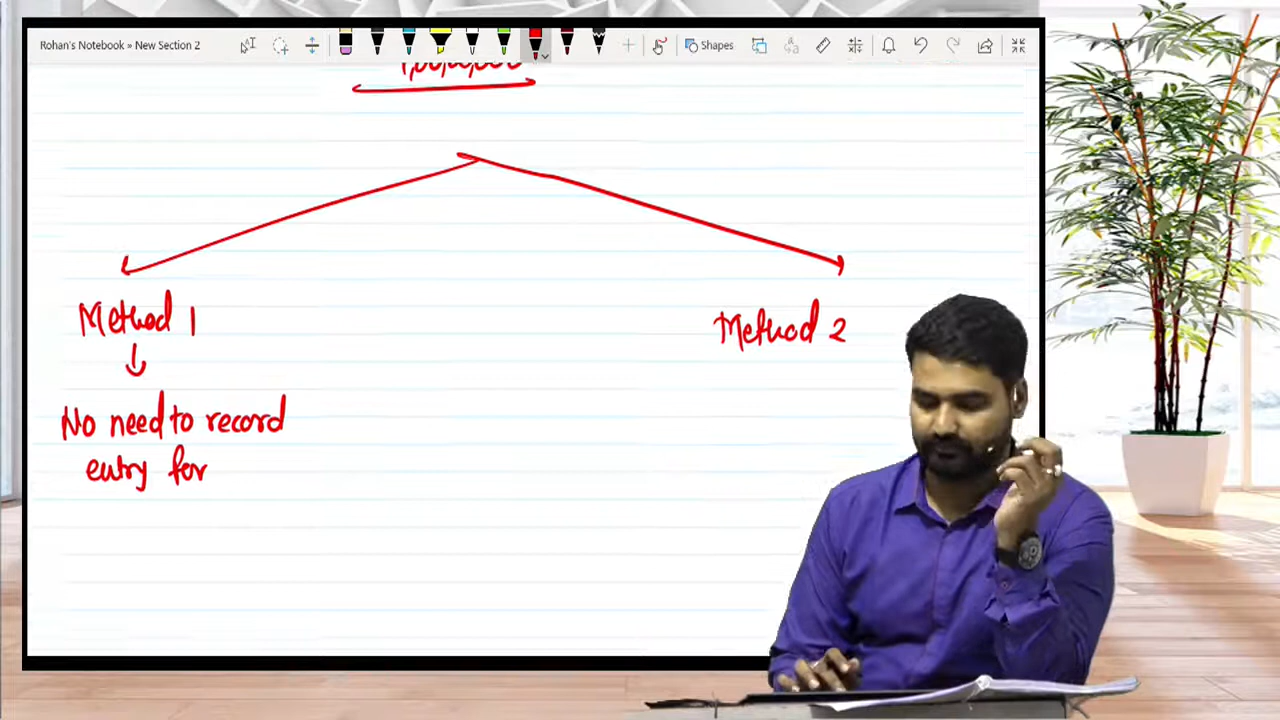 Rohan's Notebook » New Section 2
Shapes
Method 1
Method 2
No need to record
entry for